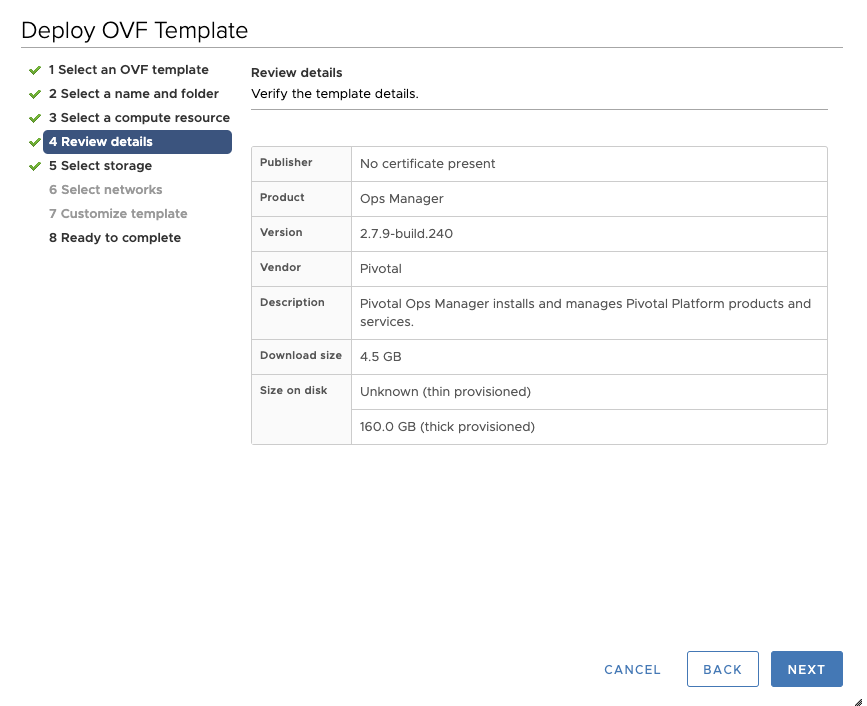 Deploy OVF Template
1 Select an OVF template
2 Select a name and folder
3 Select a compute resource
4 Review details
5 Select storage
6 Select networks
7 Customize template
8 Ready to complete
Review details
Verify the template details.
Publisher
No certificate present
Product
Ops Manager
Version
2.7.9-build.240
Vendor
Pivotal
Description
Pivotal Ops Manager installs and manages Pivotal Platform products and
services.
Download size
4.5 GB
Size on disk
Unknown (thin provisioned)
160.0 GB (thick provisioned)
CANCEL
BACK
NEXT